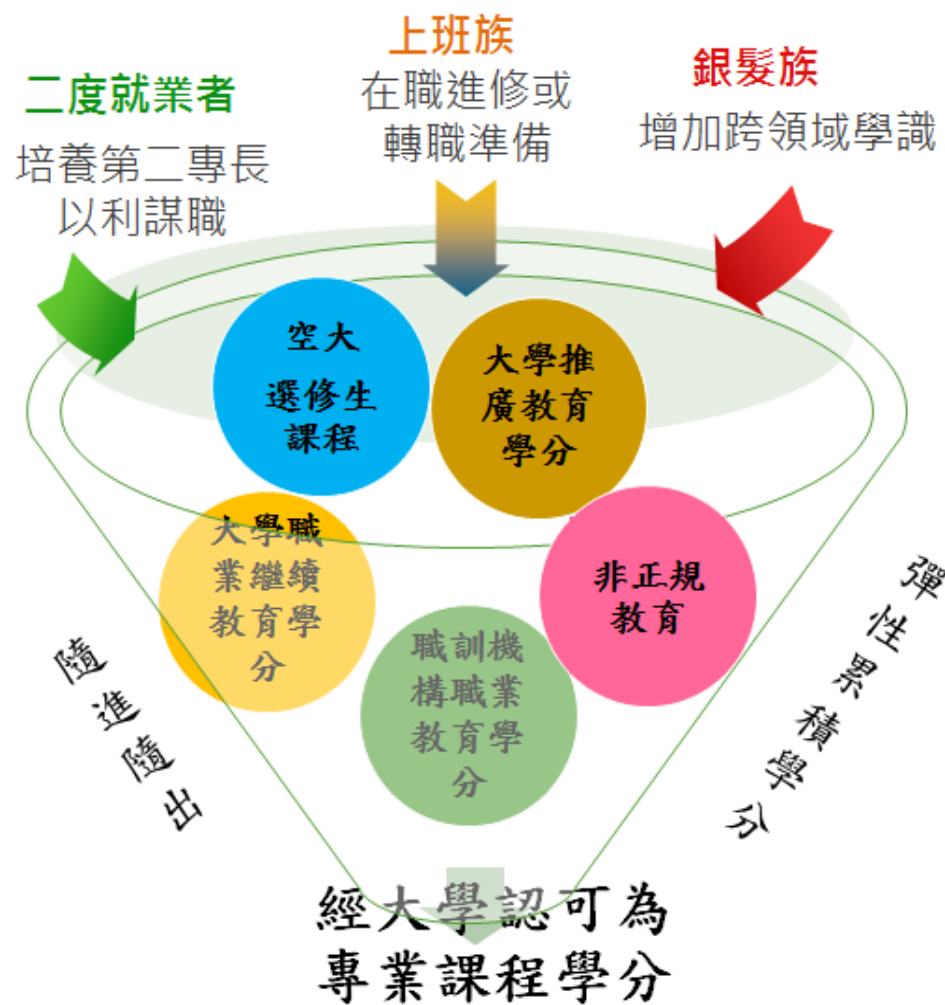 二度就業者
培養第二專長
以利謀職
上班族
在職進修或
轉職準備
銀髮族
增加跨領域學識
空大
選修生
課程
大學推
廣教育
學分
大學職
業繼續
教育學
分
職訓機
構職業
教育學
分
非正規
教育
隨進隨出
彈性累積學分
經大學認可為
專業課程學分